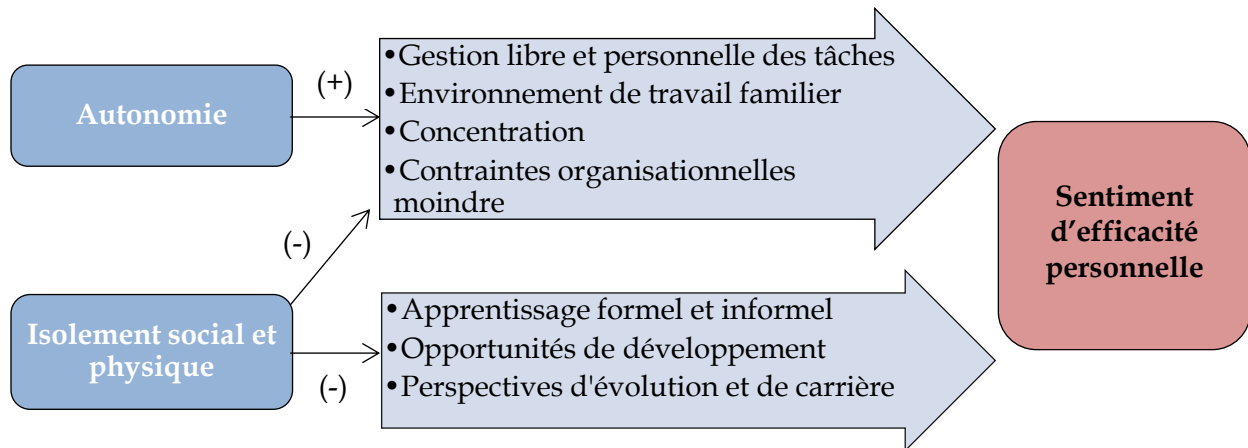 Autonomie
(+)
•Gestion libre et personnelle des tâches
•Environnement de travail familier
•Concentration
•Contraintes organisationnelles
moindre
(-)
Isolement social et
physique
(-)
•Apprentissage formel et informel
•Opportunités de développement
•Perspectives d'évolution et de carrière
Sentiment
d’efficacité
personnelle